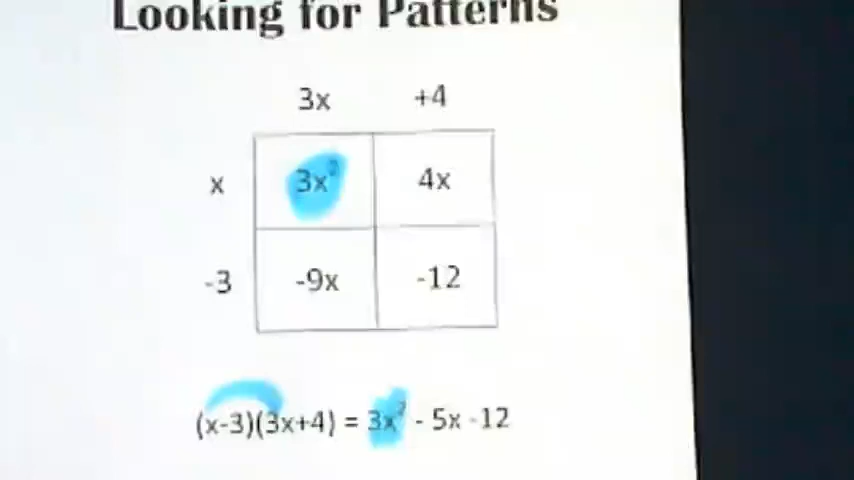 Looking for Patterns
3x +4
x 3x² 4x
-3 -9x -12
(x-3)(3x+4) = 3x² - 5x -12